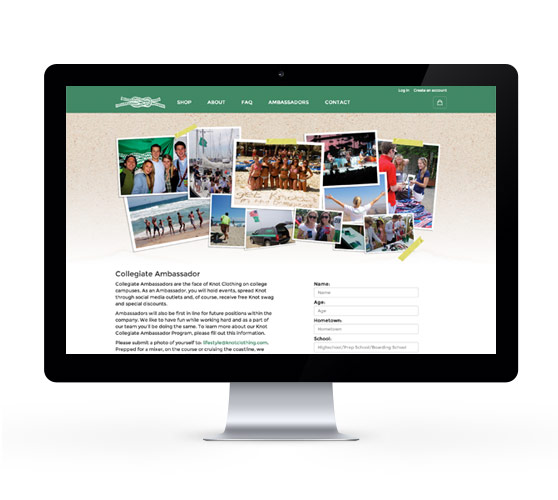 Log in Create an account
SHOP ABOUT FAQ AMBASSADORS CONTACT
Collegiate Ambassador
Collegiate Ambassadors are the face of Knot Clothing on college
campuses. As an Ambassador, you will hold events, spread Knot
through social media outlets and, of course, receive free Knot swag
and special discounts.
Ambassadors will also be first in line for future positions within the
company. We like to have fun while working hard and as a part of
our team you'll be doing the same. To learn more about our Knot
Collegiate Ambassador Program, please fill out this information.
Please submit a photo of yourself to: lifestyle@knotclothing.com.
Prepped for a mixer, on the course or cruising the coastline, we
Name:
Name
Age:
Age
Hometown:
Hometown
School:
Highschool/Prep School/Boarding School